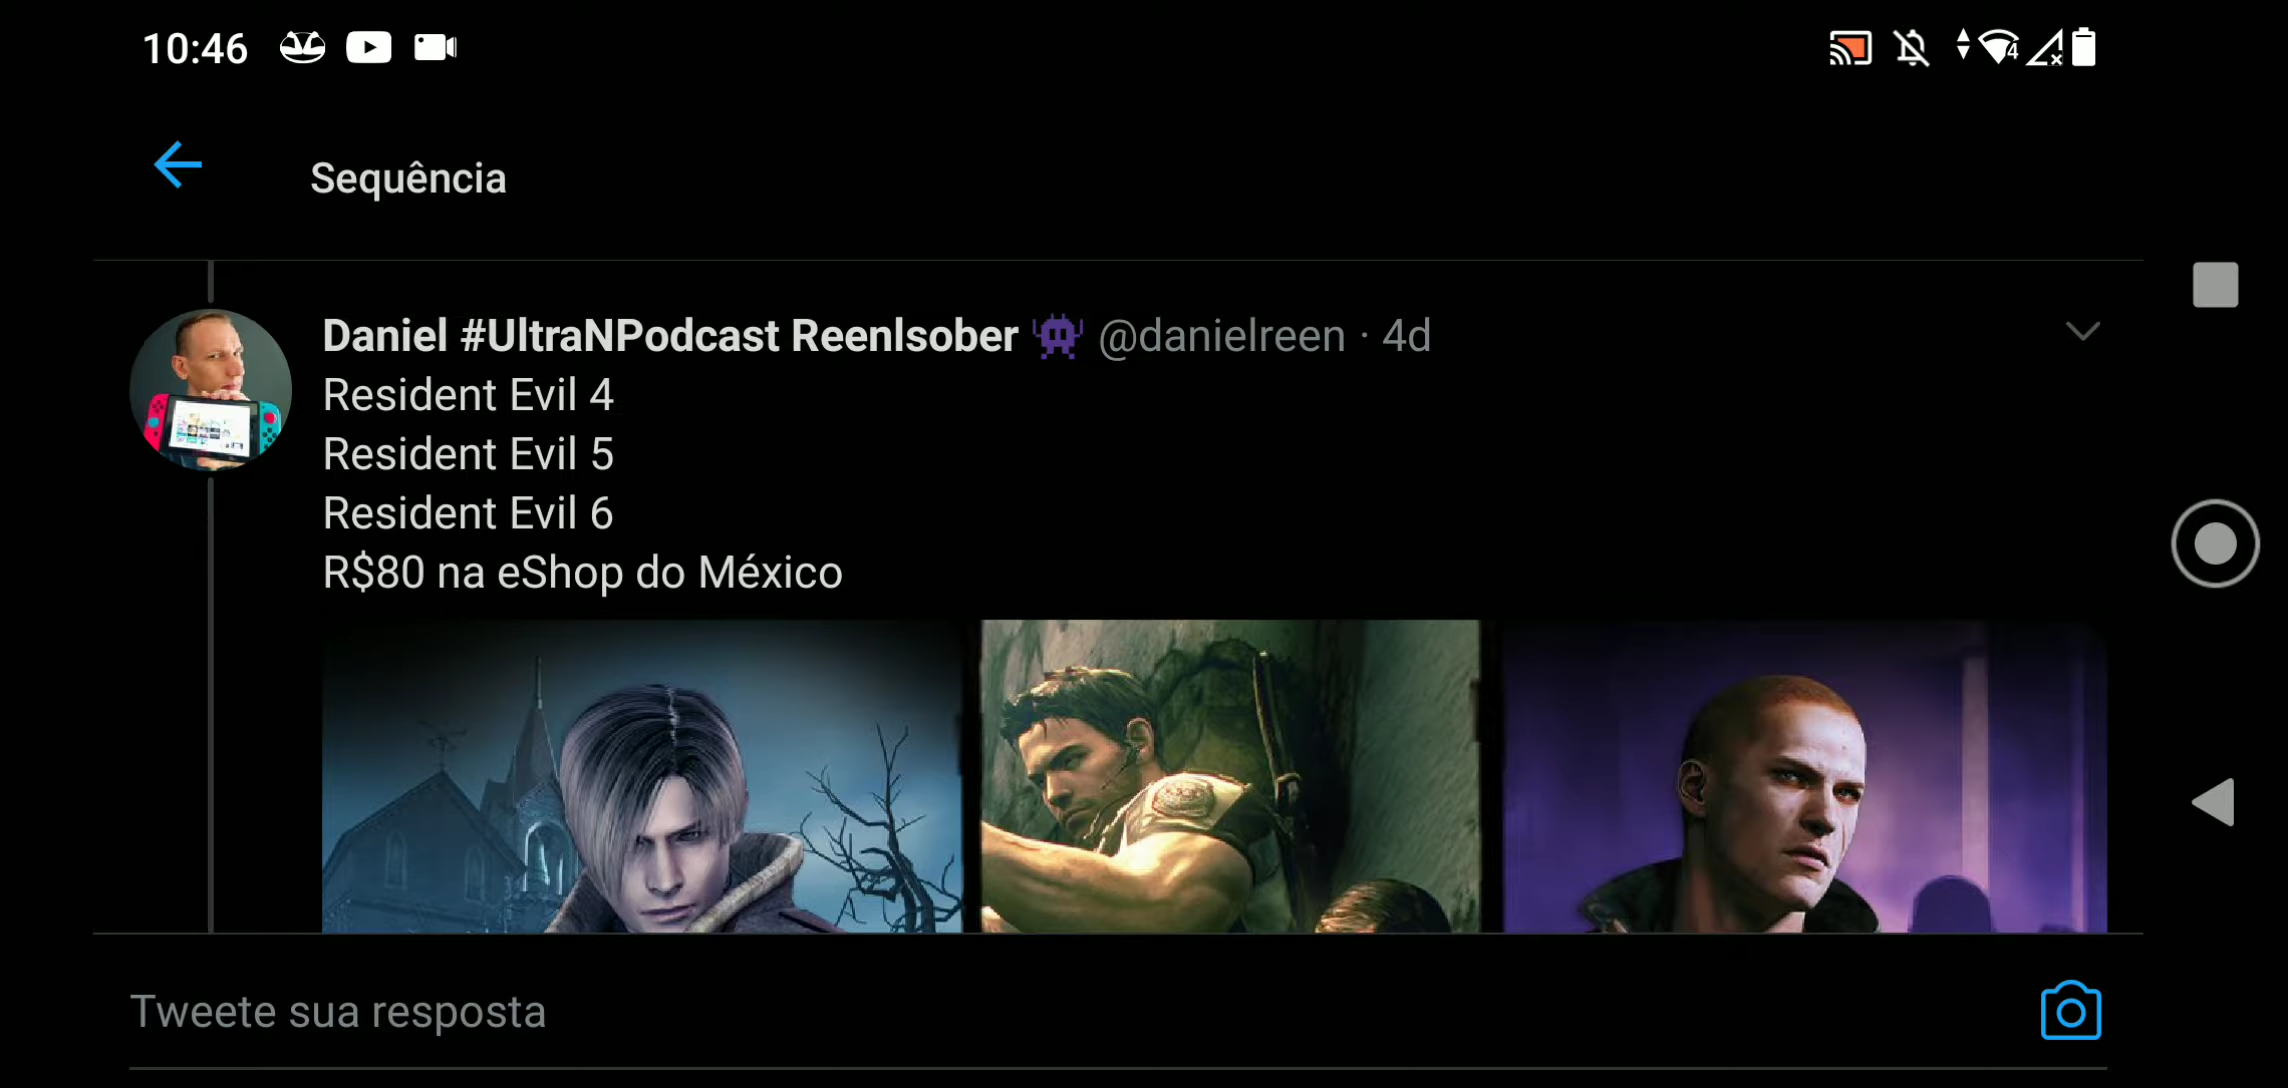 10:46
4
Sequência
Daniel #UltraNPodcast Reenlsober @danielreen · 4d
Resident Evil 4
Resident Evil 5
Resident Evil 6
R$80 na eShop do México
Tweete sua resposta